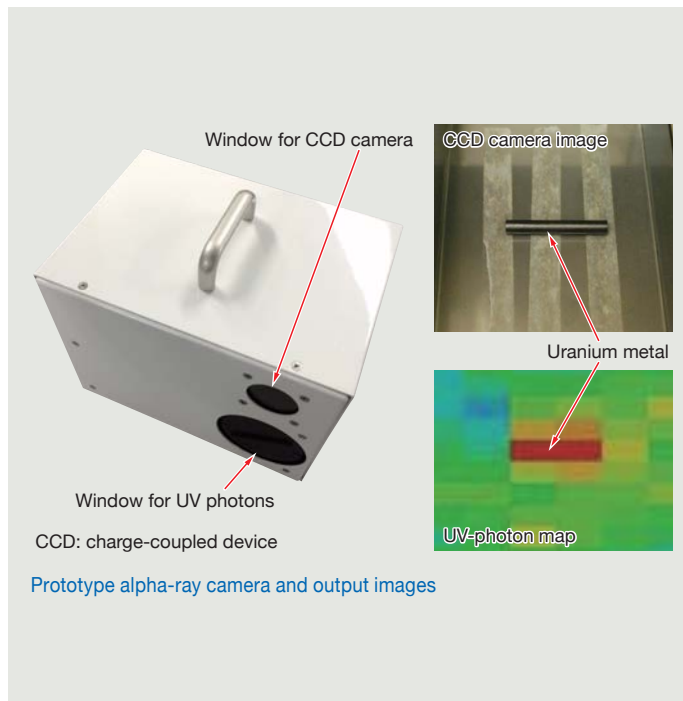 Window for CCD camera
CCD camera image
Uranium metal
Window for UV photons
UV-photon map
CCD: charge-coupled device
Prototype alpha-ray camera and output images